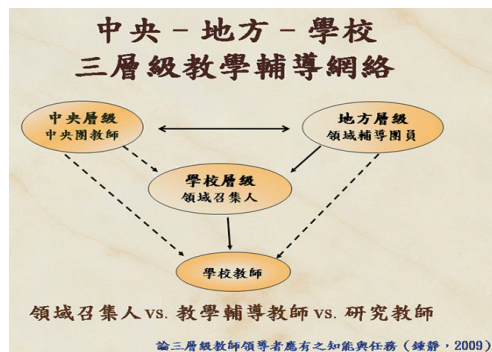 中央－地方－學校
三層級教學輔導網絡
中央層級
中央團教師
地方層級
領域輔導團員
學校層級
領域召集人
學校教師
領域召集人 vs. 教學輔導教師 vs. 研究教師
論三層級教師領導者應有之知能與任務（鍾靜，2009）